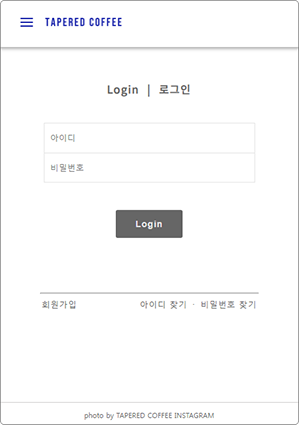 TAPERED COFFEE
Login | 로그인
아이디
비밀번호
Login
회원가입 아이디 찾기 · 비밀번호 찾기
photo by TAPERED COFFEE INSTAGRAM